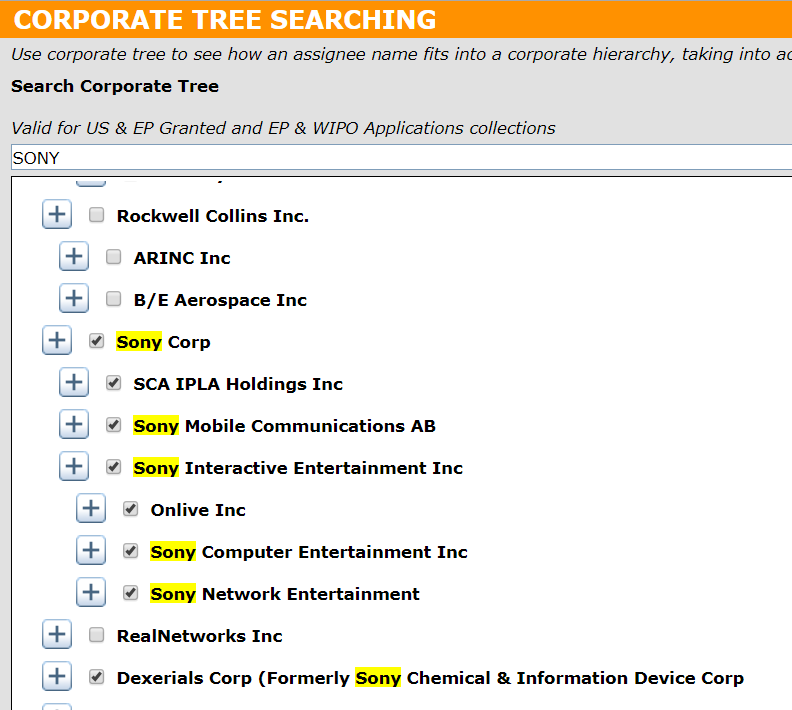 CORPORATE TREE SEARCHING
Use corporate tree to see how an assignee name fits into a corporate hierarchy, taking into
Search Corporate Tree
Valid for US & EP Granted and EP & WIPO Applications collections
SONY
Rockwell Collins Inc.
ARINC Inc
B/E Aerospace Inc
Sony Corp
SCA IPLA Holdings Inc
Sony Mobile Communications AB
Sony Interactive Entertainment Inc
Onlive Inc
Sony Computer Entertainment Inc
Sony Network Entertainment
RealNetworks Inc
Dexerials Corp (Formerly Sony Chemical & Information Device Corp